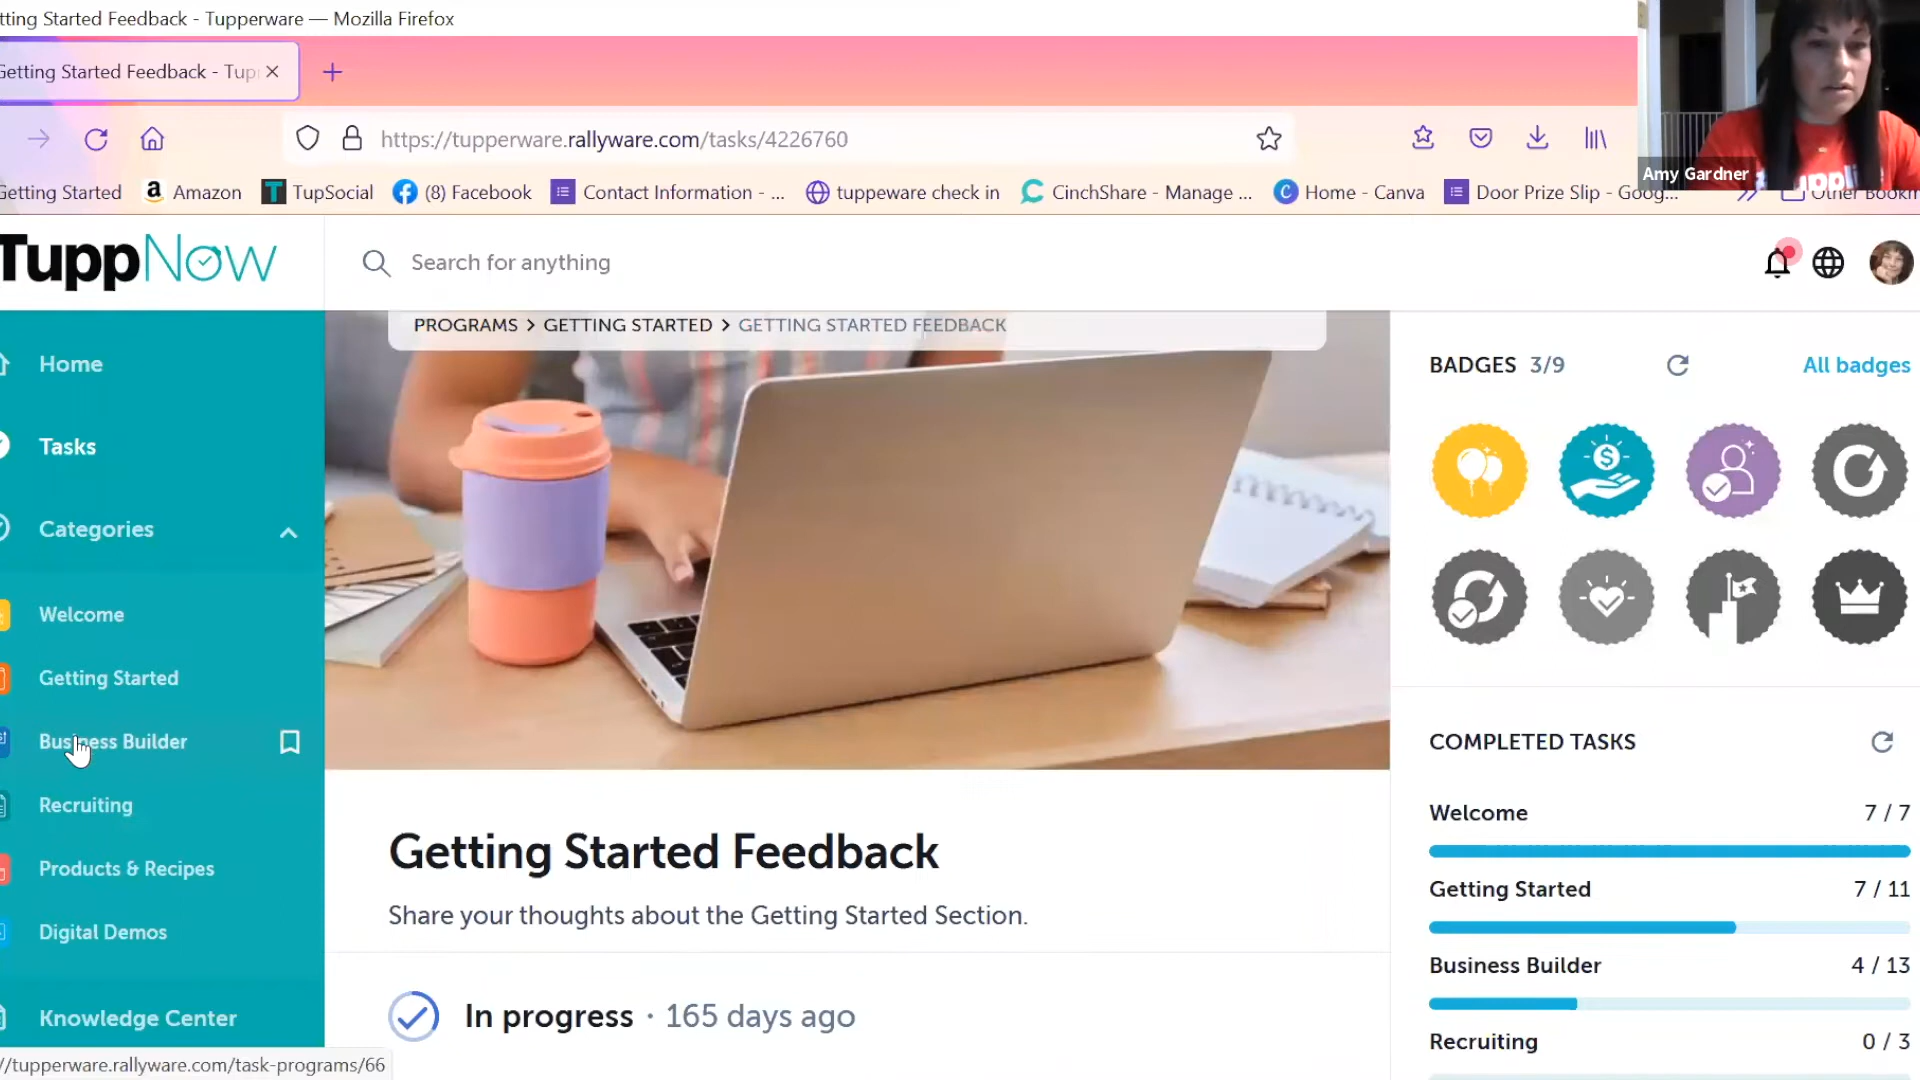 tting Started Feedback - Tupperware — Mozilla Firefox
Getting Started Feedback - Tup
https://tupperware.rallyware.com/tasks/4226760
Getting Started
Amazon
TupSocial
(8) Facebook
Contact Information - ...
tuppeware check in
CinchShare - Manage ...
Home - Canva
Door Prize Slip - Goog...
Other Bookm
Amy Gardner
TuppNow
Search for anything
PROGRAMS > GETTING STARTED > GETTING STARTED FEEDBACK
Home
Tasks
Categories
Welcome
Getting Started
Business Builder
Recruiting
Products & Recipes
Digital Demos
Knowledge Center
//tupperware.rallyware.com/task-programs/66
Getting Started Feedback
Share your thoughts about the Getting Started Section.
In progress · 165 days ago
BADGES 3/9
All badges
COMPLETED TASKS
Welcome 7 / 7
Getting Started 7 / 11
Business Builder 4 / 13
Recruiting 0 / 3